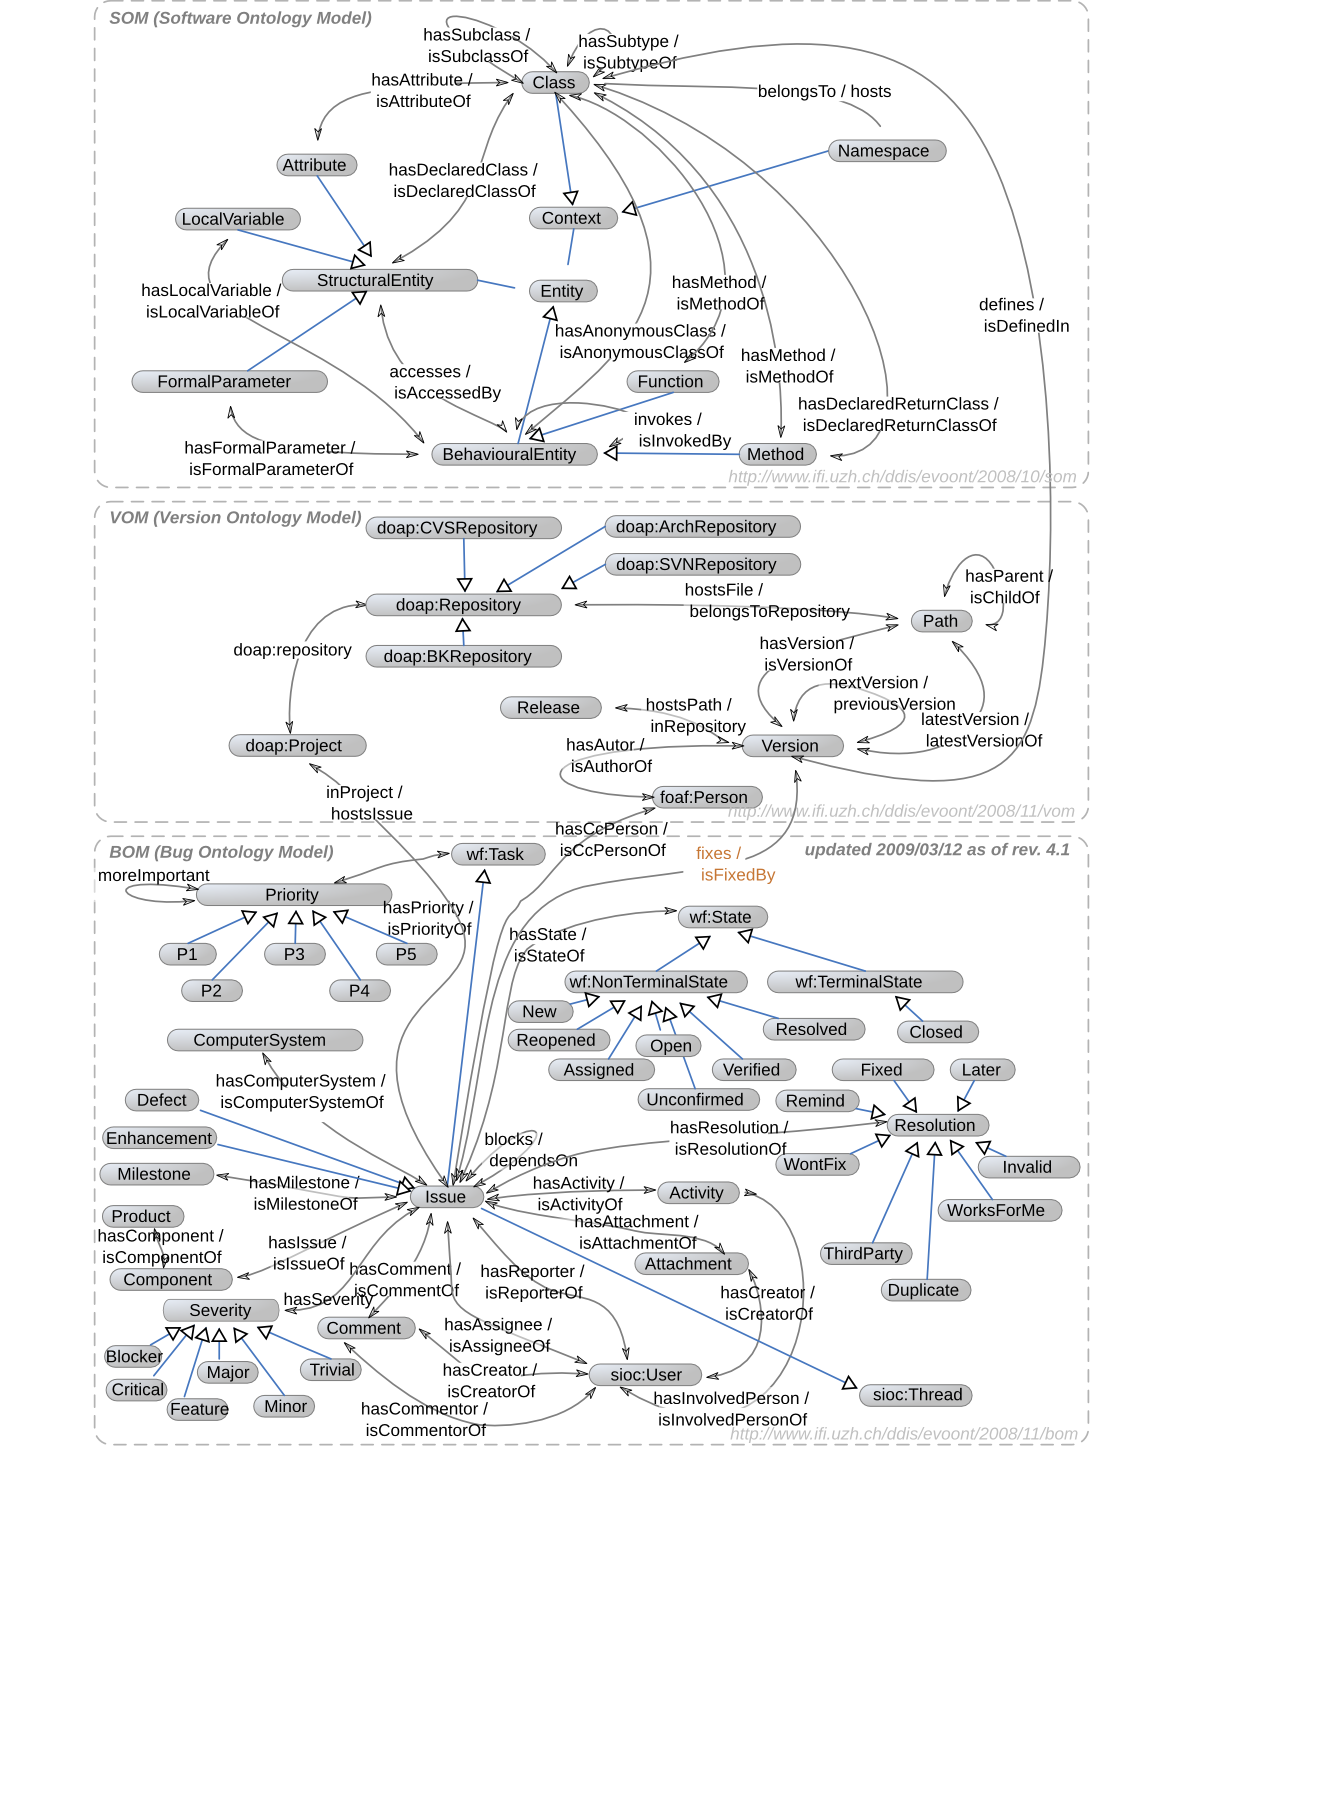 SOM (Software Ontology Model)
hasSubclass /
isSubclassOf
hasSubtype /
isSubtypeOf
Class
hasAttribute /
isAttributeOf
belongsTo / hosts
Attribute
hasDeclaredClass /
isDeclaredClassOf
Namespace
LocalVariable
Context
StructuralEntity
Entity
hasLocalVariable /
isLocalVariableOf
hasMethod /
isMethodOf
defines /
isDefinedIn
hasAnonymousClass /
isAnonymousClassOf
hasMethod /
isMethodOf
FormalParameter
accesses /
isAccessedBy
Function
hasDeclaredReturnClass /
isDeclaredReturnClassOf
invokes /
isInvokedBy
hasFormalParameter /
isFormalParameterOf
BehaviouralEntity
Method
http://www.ifi.uzh.ch/ddis/evoont/2008/10/som
VOM (Version Ontology Model)
doap:CVSRepository
doap:ArchRepository
doap:SVNRepository
hasParent /
isChildOf
hostsFile /
belongsToRepository
doap:Repository
Path
doap:repository
doap:BKRepository
hasVersion /
isVersionOf
nextVersion /
previousVersion
Release
hostsPath /
inRepository
latestVersion /
latestVersionOf
doap:Project
hasAutor /
isAuthorOf
Version
inProject /
hostsIssue
foaf:Person
http://www.ifi.uzh.ch/ddis/evoont/2008/11/vom
hasCcPerson /
isCcPersonOf
BOM (Bug Ontology Model)
wf:Task
fixes /
isFixedBy
updated 2009/03/12 as of rev. 4.1
moreImportant
Priority
hasPriority /
isPriorityOf
wf:State
hasState /
isStateOf
P1
P3
P5
P2
P4
wf:NonTerminalState
wf:TerminalState
New
Reopened
Resolved
Closed
ComputerSystem
Open
Assigned
Verified
Fixed
Later
hasComputerSystem /
isComputerSystemOf
Defect
Unconfirmed
Remind
Enhancement
blocks /
dependsOn
hasResolution /
isResolutionOf
Resolution
Milestone
hasMilestone /
isMilestoneOf
Issue
hasActivity /
isActivityOf
Activity
WontFix
Invalid
Product
WorksForMe
hasComponent /
isComponentOf
hasIssue /
isIssueOf
hasAttachment /
isAttachmentOf
ThirdParty
Component
hasComment /
isCommentOf
hasReporter /
isReporterOf
Attachment
Duplicate
hasSeverity
Severity
hasCreator /
isCreatorOf
Comment
hasAssignee /
isAssigneeOf
Blocker
Major
Trivial
hasCreator /
isCreatorOf
sioc:User
Critical
Feature
Minor
hasCommentor /
isCommentorOf
hasInvolvedPerson /
isInvolvedPersonOf
sioc:Thread
http://www.ifi.uzh.ch/ddis/evoont/2008/11/bom